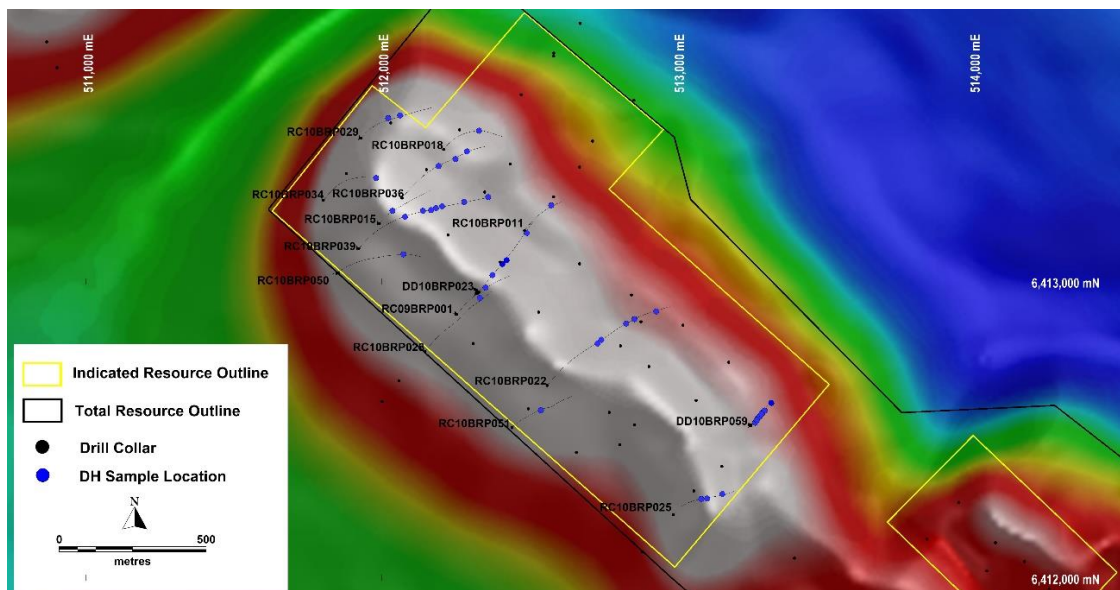 511,000 mE
512,000 mE
513,000 mE
514,000 mE
RC10BRP029
RC10BRP018
RC10BRP034
RC10BRP036
RC10BRP015
RC10BRP011
RC10BRP039
RC10BRP050
DD10BRP023
6,413,000 mN
RC09BRP001
RC10BRP026
RC10BRP022
RC10BRP051
DD10BRP059
RC10BRP025
6,412,000 mN
Indicated Resource Outline
Total Resource Outline
Drill Collar
DH Sample Location
N
0 500
metres